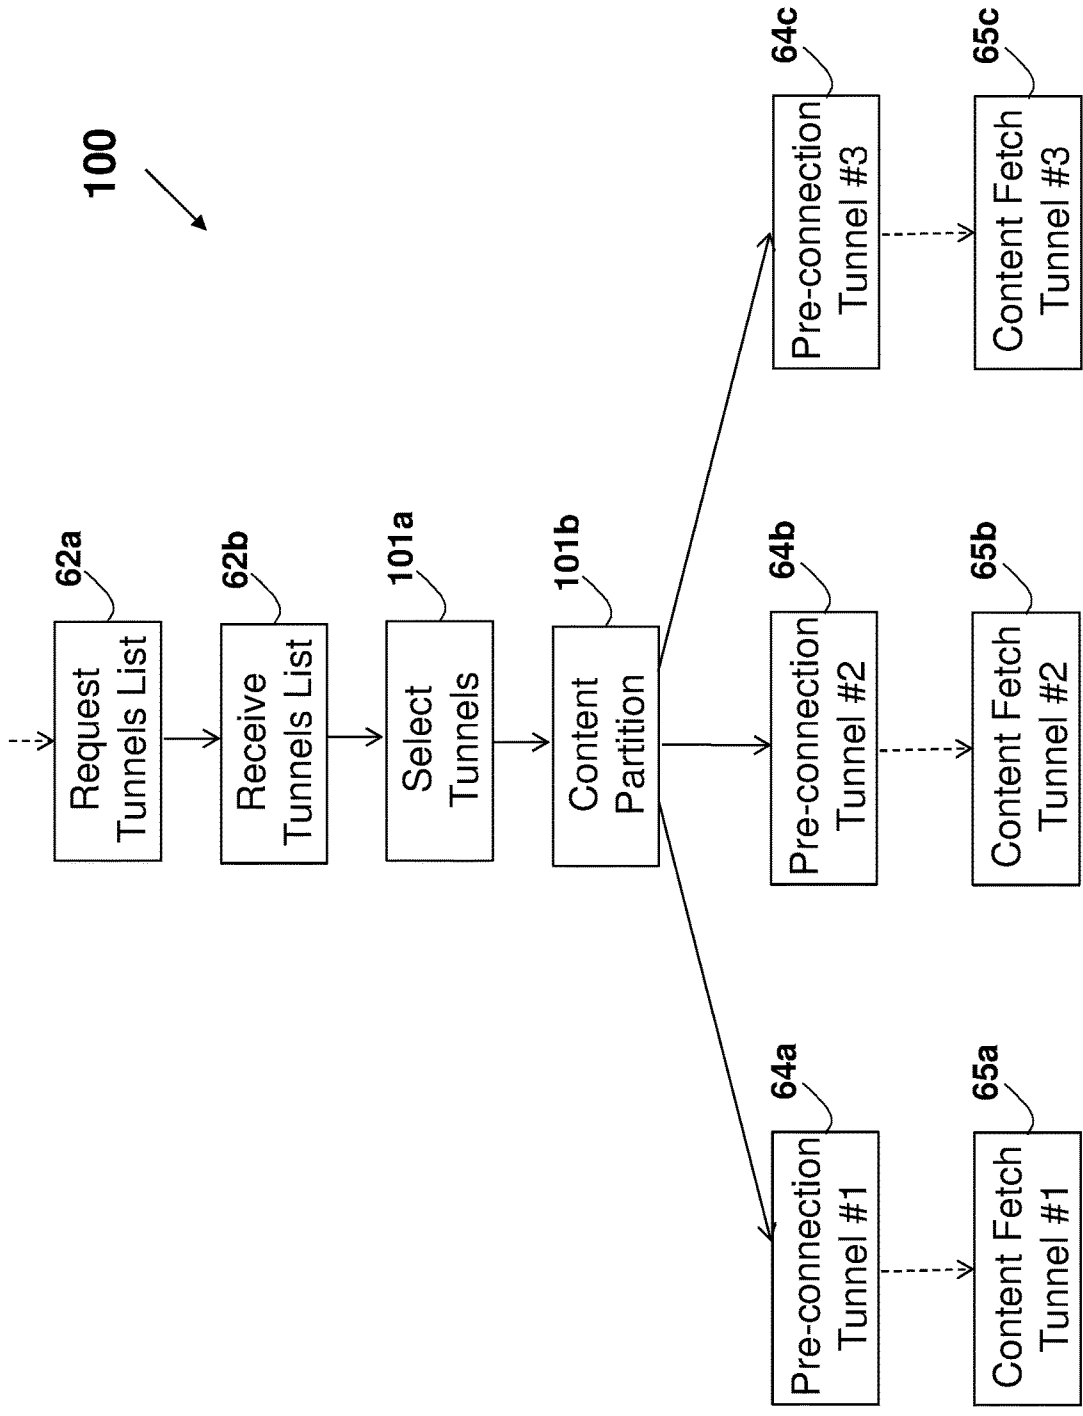 100
62a
Request
Tunnels List
62b
Receive
Tunnels List
101a
Select
Tunnels
101b
Content
Partition
64a
Pre-connection
Tunnel #1
64b
Pre-connection
Tunnel #2
64c
Pre-connection
Tunnel #3
65a
Content Fetch
Tunnel #1
65b
Content Fetch
Tunnel #2
65c
Content Fetch
Tunnel #3